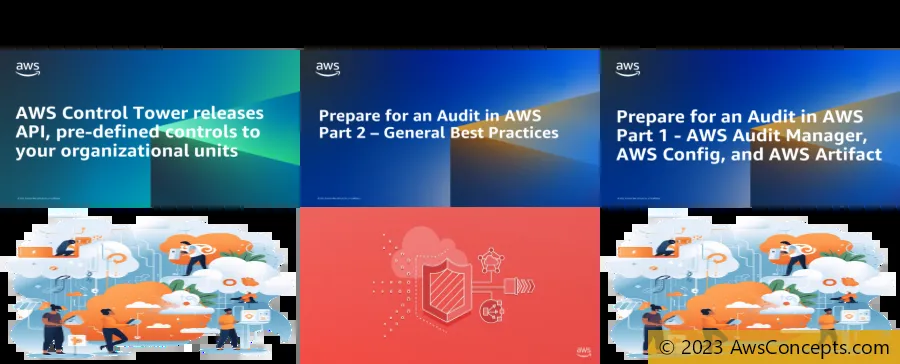 aws
AWS Control Tower releases
API, pre-defined controls to
your organizational units
aws
Prepare for an Audit in AWS
Part 2 – General Best Practices
aws
Prepare for an Audit in AWS
Part 1 - AWS Audit Manager,
AWS Config, and AWS Artifact
aws
© 2023 AwsConcepts.com